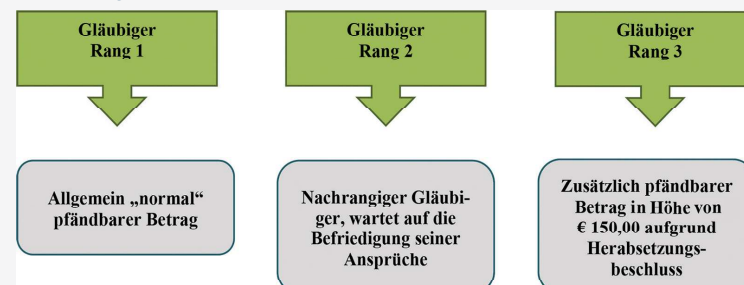 Gläubiger
Rang 1
Gläubiger
Rang 2
Gläubiger
Rang 3
Allgemein „normal“
pfändbarer Betrag
Nachrangiger Gläubi-
ger, wartet auf die
Befriedigung seiner
Ansprüche
Zusätzlich pfändbarer
Betrag in Höhe von
€ 150,00 aufgrund
Herabsetzungs-
beschluss